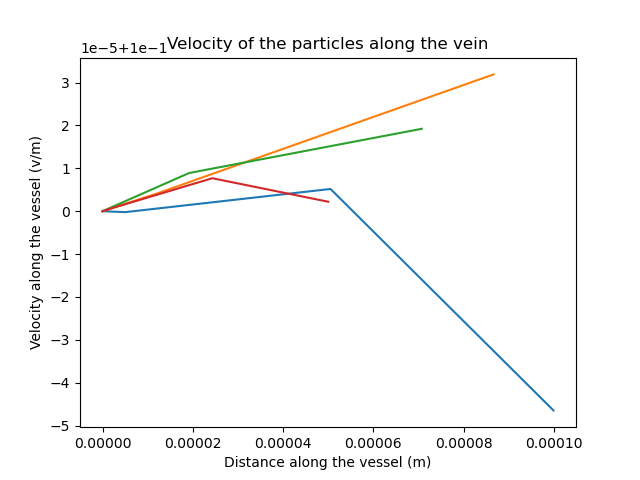 1e−5+1e−1
Velocity of the particles along the vein
Velocity along the vessel (v/m)
3
2
1
0
−1
−2
−3
−4
−5
0.00000 0.00002 0.00004 0.00006 0.00008 0.00010
Distance along the vessel (m)